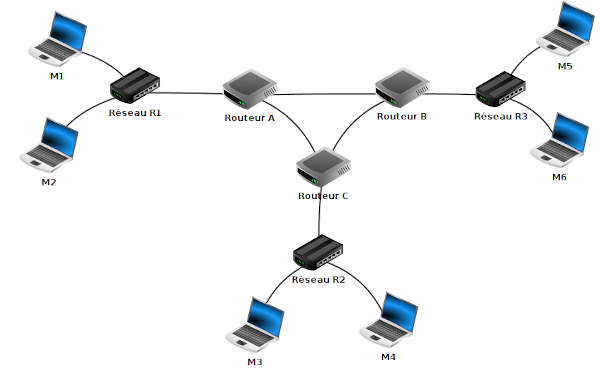 M1
M5
Réseau R1
Routeur A
Routeur B
Réseau R3
M2
M6
Routeur C
Réseau R2
M3
M4